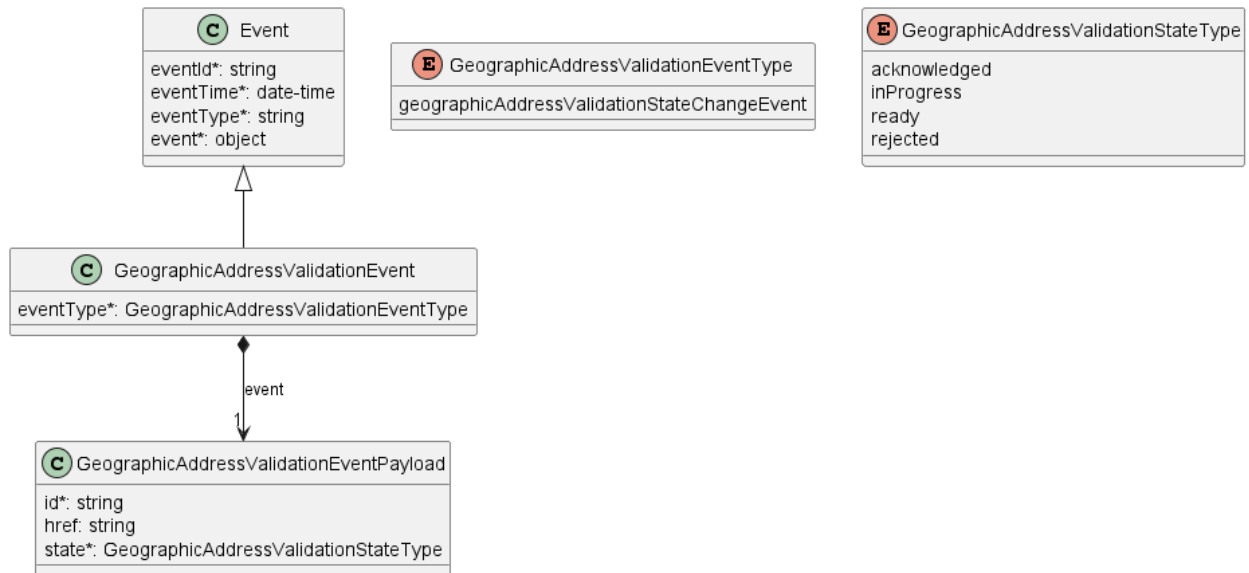 C Event
eventId*: string
eventTime*: date-time
eventType*: string
event*: object
E GeographicAddressValidationEventType
geographicAddressValidationStateChangeEvent
E GeographicAddressValidationStateType
acknowledged
inProgress
ready
rejected
C GeographicAddressValidationEvent
eventType*: GeographicAddressValidationEventType
event
1
C GeographicAddressValidationEventPayload
id*: string
href: string
state*: GeographicAddressValidationStateType